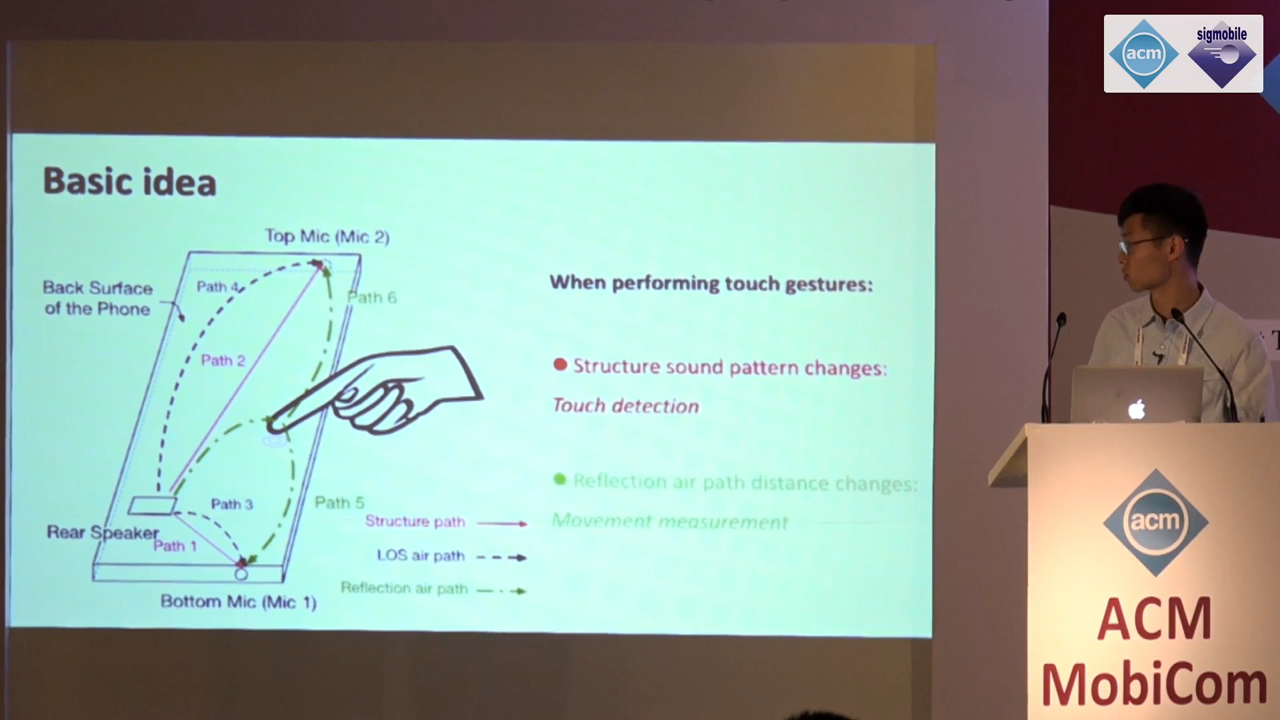 acm
sigmobile
Basic idea
Top Mic (Mic 2)
Back Surface
of the Phone
Path 4
Path 6
Path 2
Path 3
Path 5
Rear Speaker
Path 1
Bottom Mic (Mic 1)
Structure path
LOS air path
Reflection air path
When performing touch gestures:
Structure sound pattern changes:
Touch detection
Reflection air path distance changes:
Movement measurement
acm
ACM
MobiCom